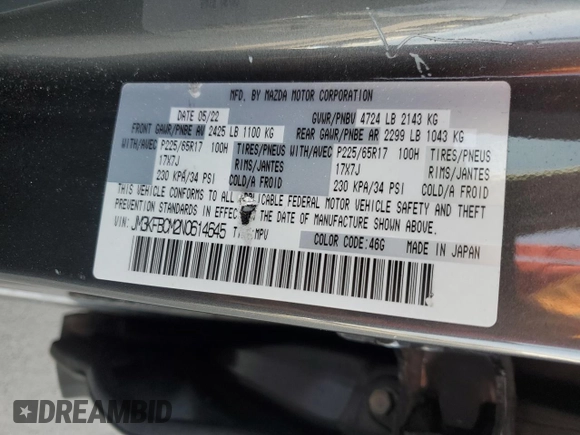 MFD. BY MAZDA MOTOR CORPORATION
DATE 05/22 GVWR/PNBV 4724 LB 2143 KG
FRONT GAWR/PNBE AV 2425 LB 1100 KG REAR GAWR/PNBE AR 2299 LB 1043 KG
WITH/AVEC P225/65R17 100H TIRES/PNEUS WITH/AVEC P225/65R17 100H TIRES/PNEUS
17X7J RIMS/JANTES 17X7J RIMS/JANTES
230 KPA/34 PSI COLD/A FROID 230 KPA/34 PSI COLD/A FROID
THIS VEHICLE CONFORMS TO ALL APPLICABLE FEDERAL MOTOR VEHICLE SAFETY AND THEFT
PREVENTION STANDARDS IN EFFECT THE DATE OF MANUFACTURE SHOWN ABOVE.
VIN: JM3KFBCM2N0614645 MPV COLOR CODE:46G MADE IN JAPAN
DREAMBID